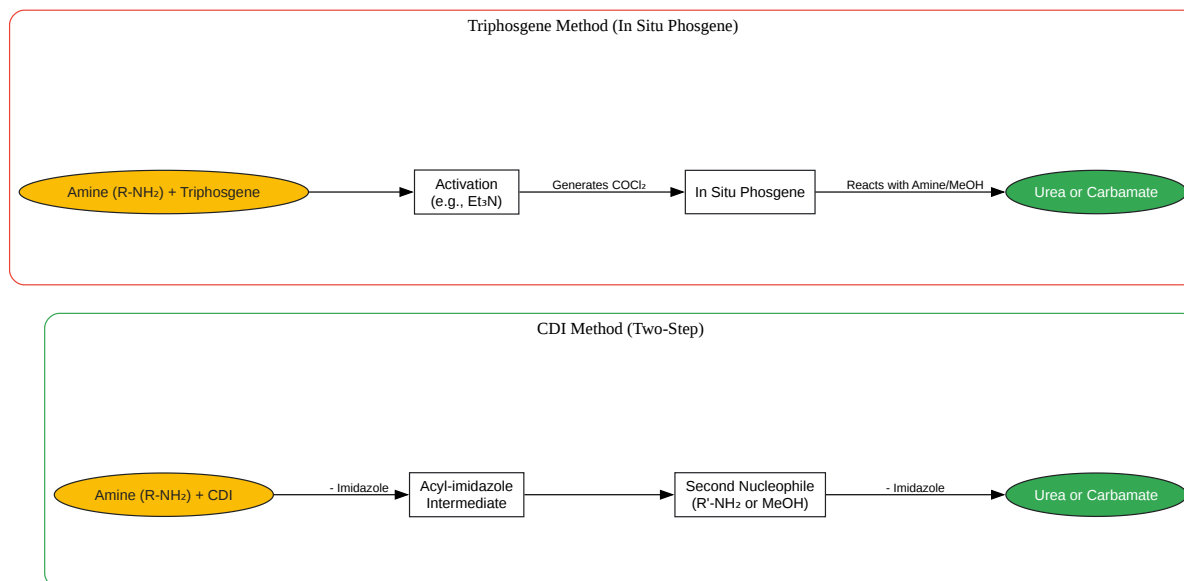 Triphosgene Method (In Situ Phosgene)
Amine (R-NH₂) + Triphosgene
Activation
(e.g., Et₃N)
Generates COCl₂
In Situ Phosgene
Reacts with Amine/MeOH
Urea or Carbamate
CDI Method (Two-Step)
Amine (R-NH₂) + CDI
- Imidazole
Acyl-imidazole
Intermediate
Second Nucleophile
(R'-NH₂ or MeOH)
- Imidazole
Urea or Carbamate